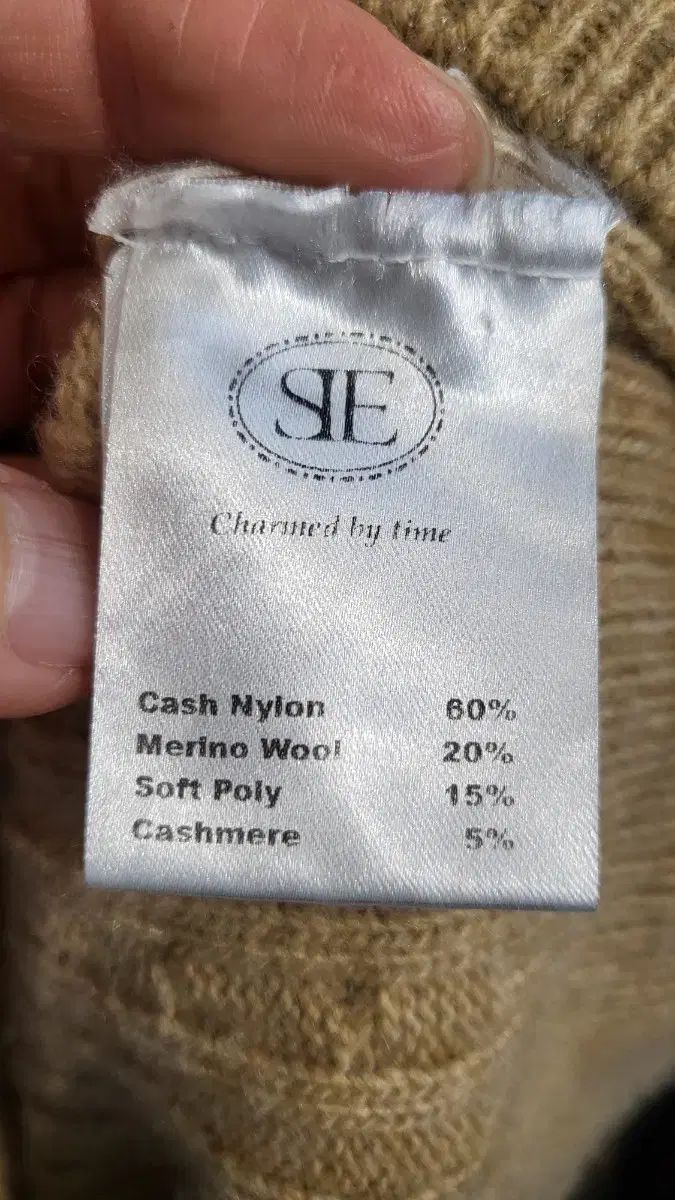 SIE
Charmed by time
Cash Nylon 60%
Merino Wool 20%
Soft Poly 15%
Cashmere 5%